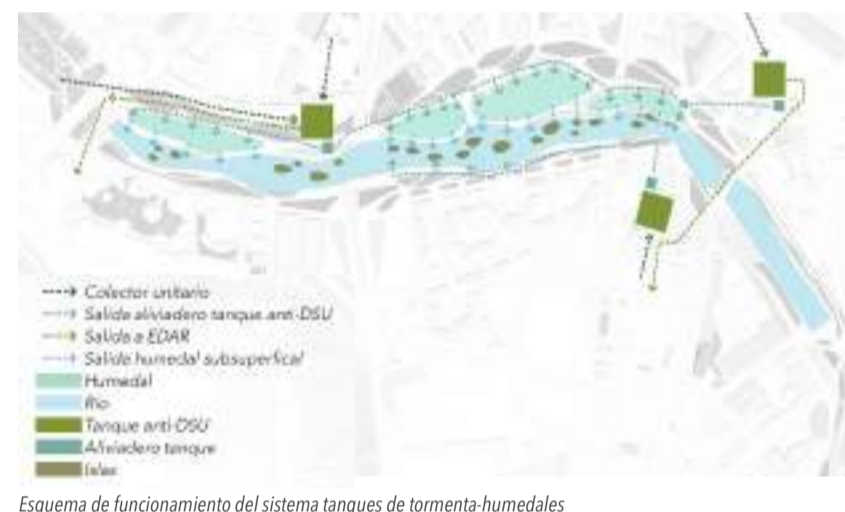 Colector unitario
Salida aliviadero tanque anti-DSU
Salida a EDAR
Salida humedal subsuperfical
Humedal
Río
Tanque anti-DSU
Aliviadero tanque
Islas
Esquema de funcionamiento del sistema tanques de tormenta-humedales